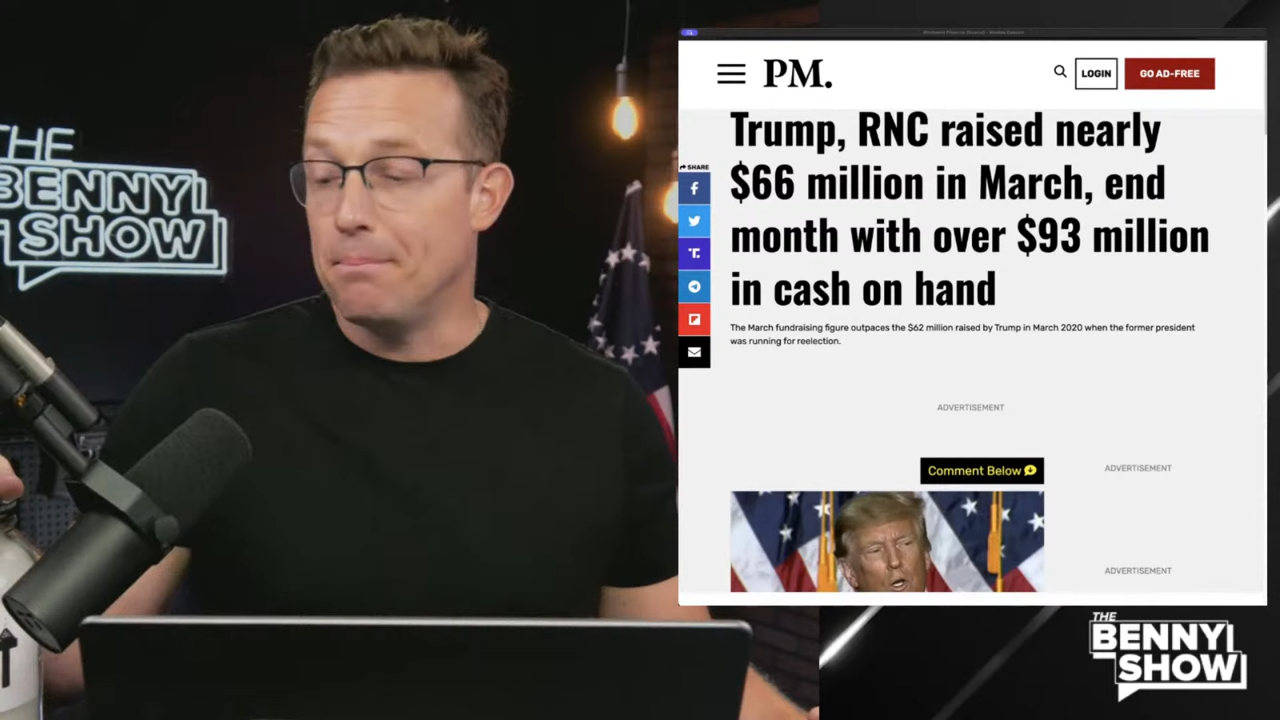 THE
BENNY
SHOW
PM.
LOGIN
GO AD-FREE
Trump, RNC raised nearly
$66 million in March, end
month with over $93 million
in cash on hand
SHARE
The March fundraising figure outpaces the $62 million raised by Trump in March 2020 when the former president
was running for reelection.
ADVERTISEMENT
Comment Below
ADVERTISEMENT
ADVERTISEMENT
THE
BENNY
SHOW